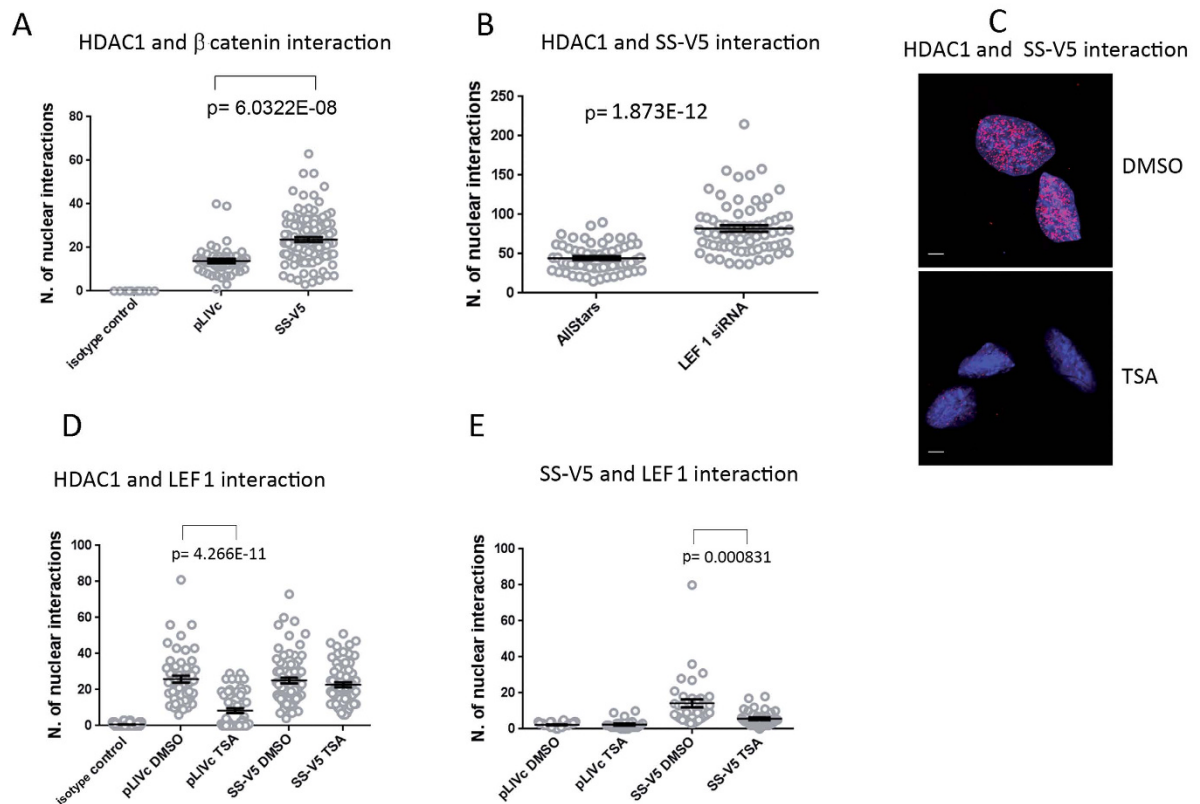 A
HDAC1 and β catenin interaction
p= 6.0322E-08
N. of nuclear interactions
80
60
40
20
0
isotype control
pLIVc
SS-V5
B
HDAC1 and SS-V5 interaction
p= 1.873E-12
N. of nuclear interactions
250
200
150
100
50
0
AllStars
LEF 1 siRNA
C
HDAC1 and SS-V5 interaction
DMSO
TSA
D
HDAC1 and LEF 1 interaction
p= 4.266E-11
N. of nuclear interactions
100
80
60
40
20
0
isotype control
pLIVc DMSO
pLIVc TSA
SS-V5 DMSO
SS-V5 TSA
E
SS-V5 and LEF 1 interaction
p= 0.000831
N. of nuclear interactions
100
80
60
40
20
0
pLIVc DMSO
pLIVc TSA
SS-V5 DMSO
SS-V5 TSA